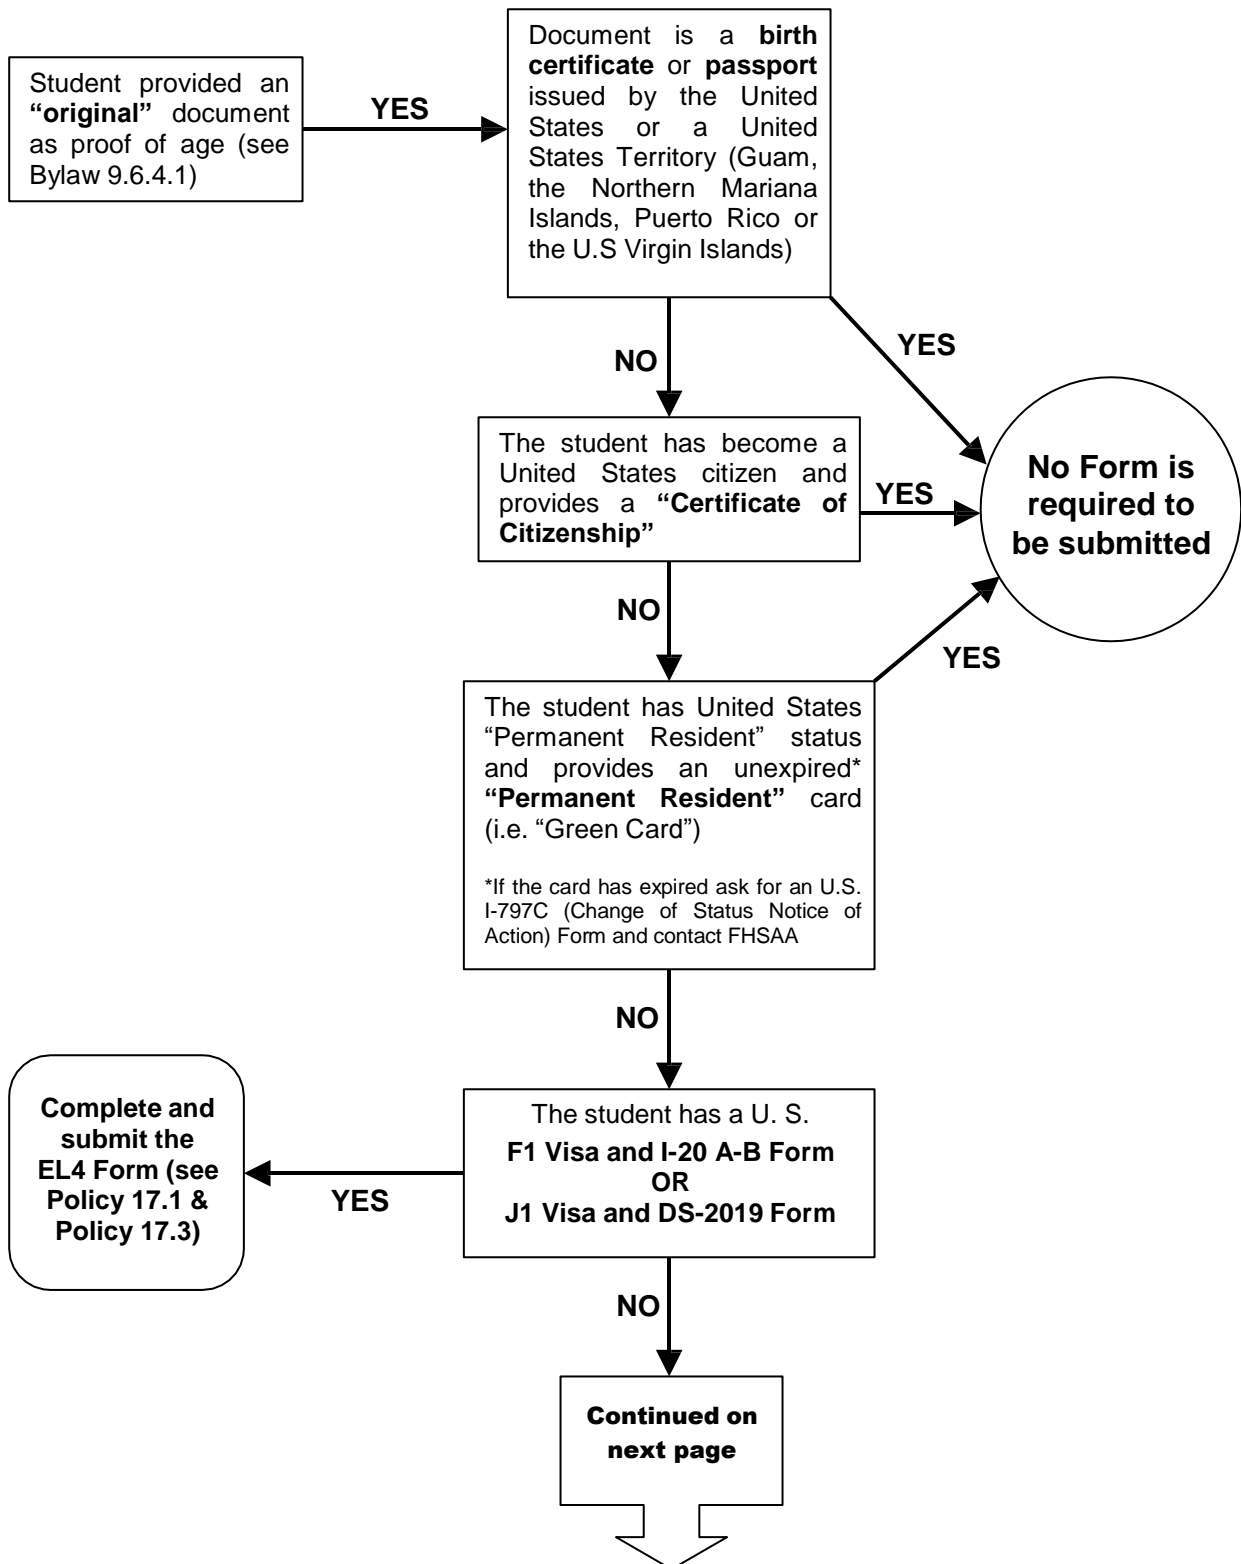 Student provided an
“original” document
as proof of age (see
Bylaw 9.6.4.1)
YES
Document is a birth
certificate or passport
issued by the United
States or a United
States Territory (Guam,
the Northern Mariana
Islands, Puerto Rico or
the U.S Virgin Islands)
YES
NO
The student has become a
United States citizen and
provides a “Certificate of
Citizenship”
YES
No Form is
required to
be submitted
NO
YES
The student has United States
“Permanent Resident” status
and provides an unexpired*
“Permanent Resident” card
(i.e. “Green Card”)
*If the card has expired ask for an U.S.
I-797C (Change of Status Notice of
Action) Form and contact FHSAA
NO
The student has a U. S.
F1 Visa and I-20 A-B Form
OR
J1 Visa and DS-2019 Form
YES
Complete and
submit the
EL4 Form (see
Policy 17.1 &
Policy 17.3)
NO
Continued on
next page